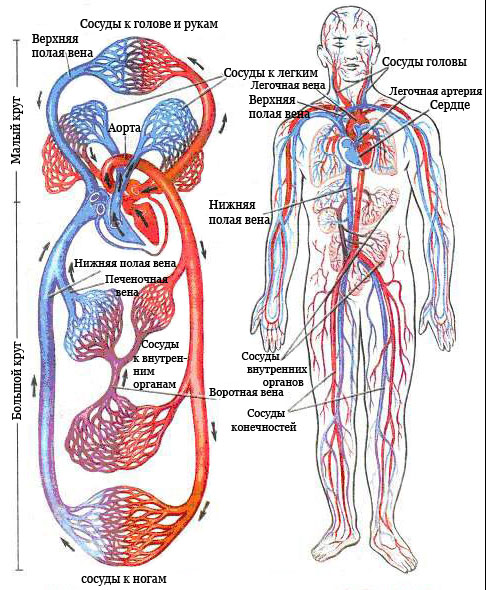 Сосуды к голове и рукам
Верхняя
полая вена
Малый круг
Сосуды к легким
Аорта
Нижняя полая вена
Печеночная
вена
Большой круг
Сосуды
к внутрен-
ним
органам
Воротная вена
сосуды к ногам
Сосуды головы
Легочная вена
Легочная артерия
Верхняя
полая вена
Сердце
Нижняя
полая вена
Сосуды
внутренних
органов
Сосуды
конечностей